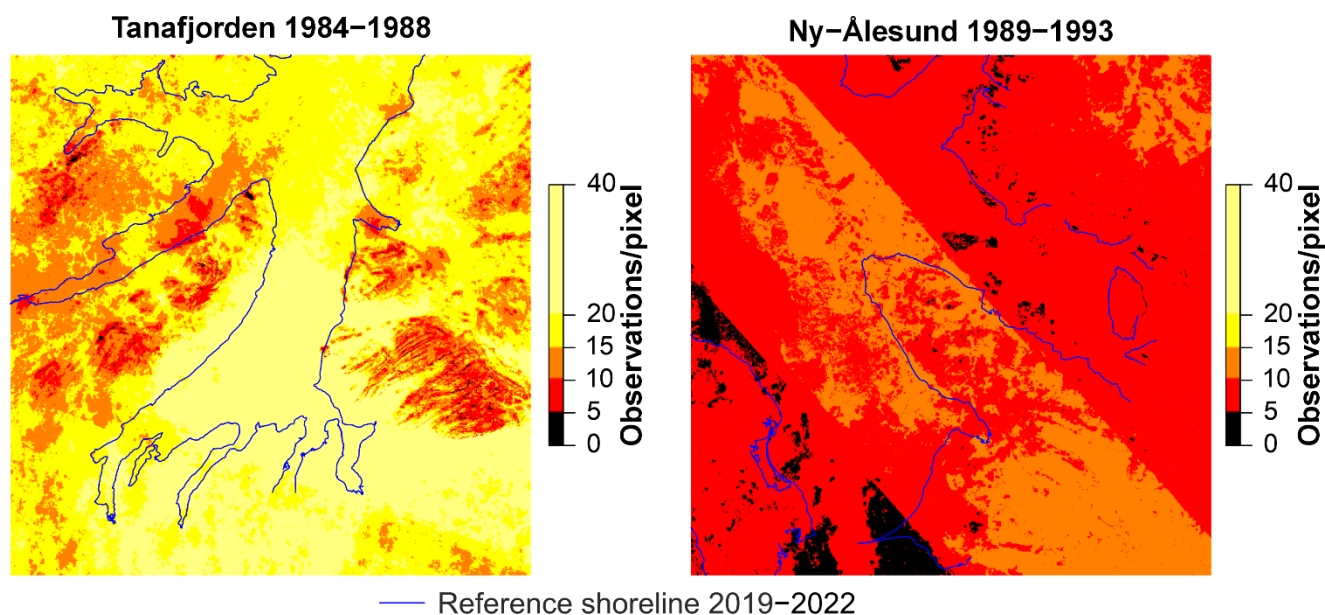 Tanafjorden 1984−1988
Ny−Ålesund 1989−1993
40
20
15
10
5
0
Observations/pixel
40
20
15
10
5
0
Observations/pixel
Reference shoreline 2019−2022